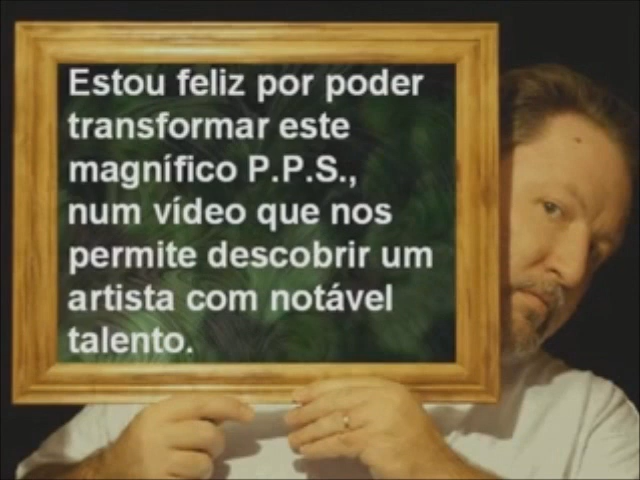 Estou feliz por poder
transformar este
magnífico P.P.S.,
num vídeo que nos
permite descobrir um
artista com notável
talento.